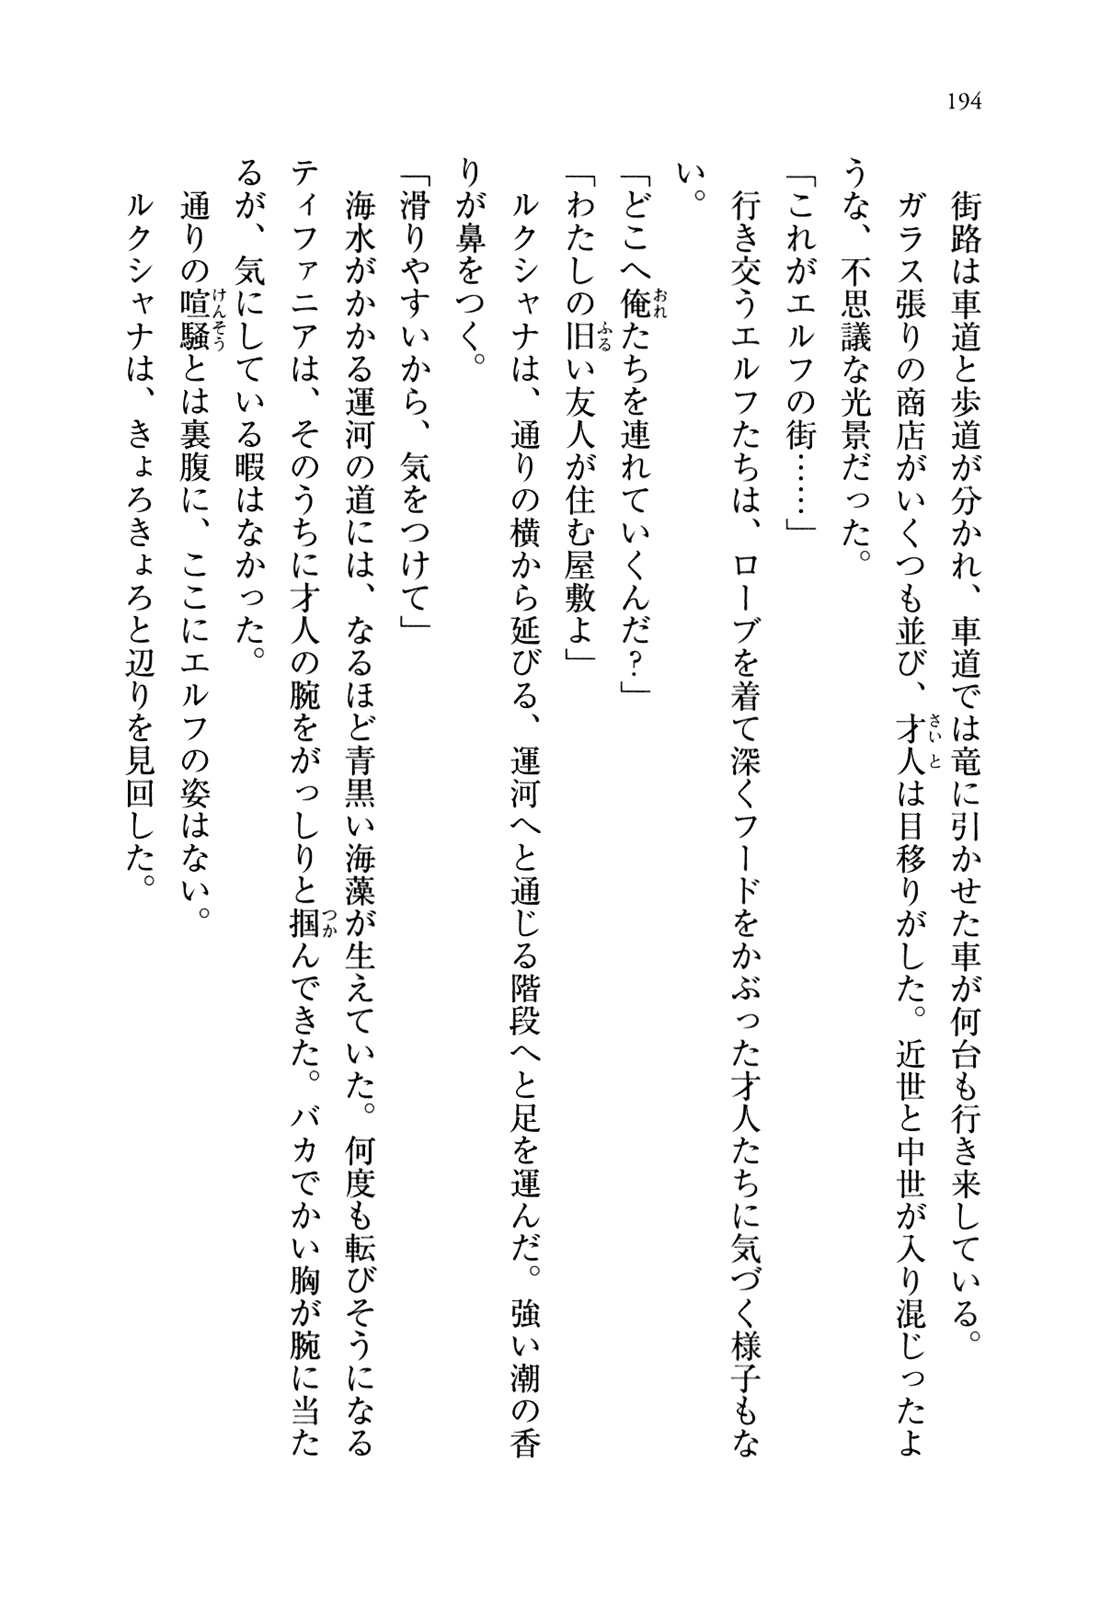 194
　街路は車道と歩道が分かれ、車道では竜に引かせた車が何台も行き来している。
　ガラス張りの商店がいくつも並び、才人は目移りがした。近世と中世が入り混じったよ
うな、不思議な光景だった。
「これがエルフの街……」
　行き交うエルフたちは、ローブを着て深くフードをかぶった才人たちに気づく様子もな
い。
「どこへ俺たちを連れていくんだ？」
「わたしの旧い友人が住む屋敷よ」
　ルクシャナは、通りの横から延びる、運河へと通じる階段へと足を運んだ。強い潮の香
りが鼻をつく。
「滑りやすいから、気をつけて」
　海水がかかる運河の道には、なるほど青黒い海藻が生えていた。何度も転びそうになる
ティファニアは、そのうちに才人の腕をがっしりと掴んできた。バカでかい胸が腕に当た
るが、気にしている暇はなかった。
　通りの喧騒とは裏腹に、ここにエルフの姿はない。
　ルクシャナは、きょろきょろと辺りを見回した。